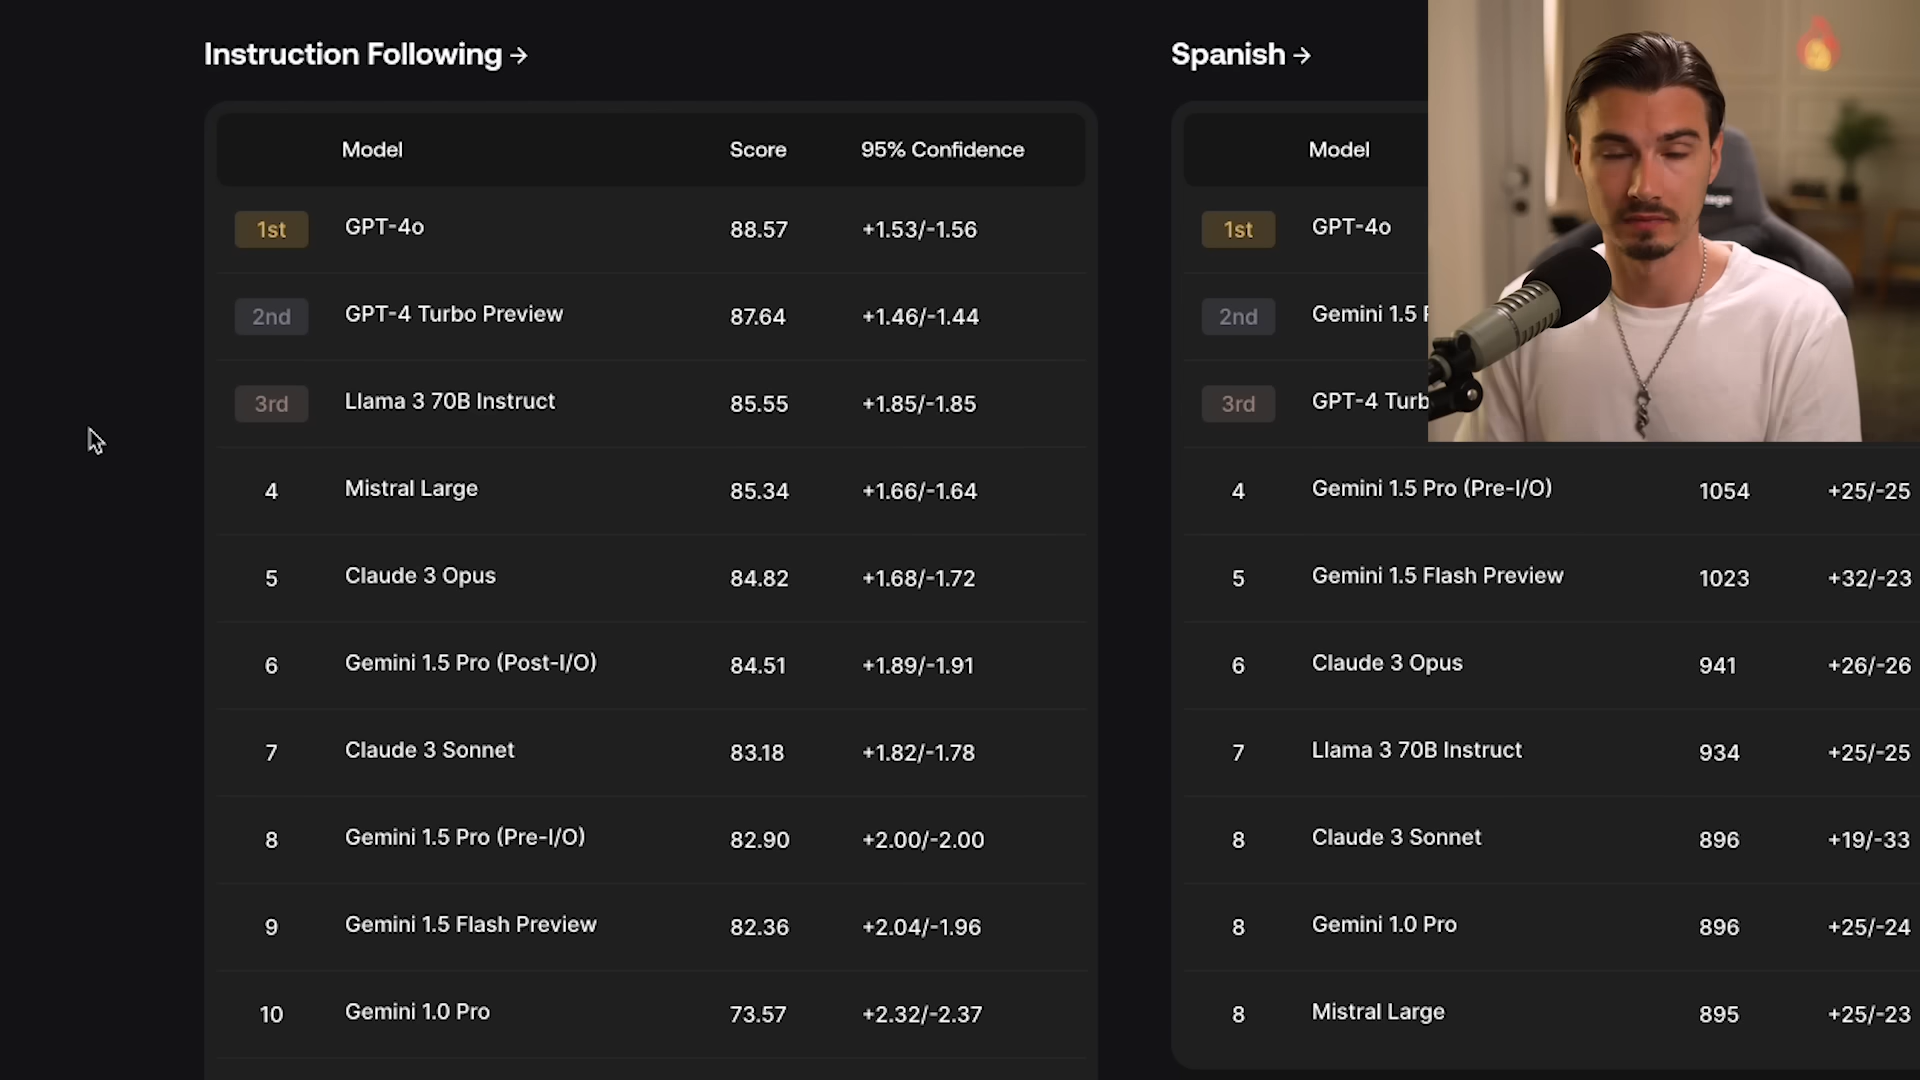 Instruction Following →
Model Score 95% Confidence
1st GPT-4o 88.57 +1.53/-1.56
2nd GPT-4 Turbo Preview 87.64 +1.46/-1.44
3rd Llama 3 70B Instruct 85.55 +1.85/-1.85
4 Mistral Large 85.34 +1.66/-1.64
5 Claude 3 Opus 84.82 +1.68/-1.72
6 Gemini 1.5 Pro (Post-I/O) 84.51 +1.89/-1.91
7 Claude 3 Sonnet 83.18 +1.82/-1.78
8 Gemini 1.5 Pro (Pre-I/O) 82.90 +2.00/-2.00
9 Gemini 1.5 Flash Preview 82.36 +2.04/-1.96
10 Gemini 1.0 Pro 73.57 +2.32/-2.37
Spanish →
Model
1st GPT-4o
2nd Gemini 1.5
3rd GPT-4 Turb
4 Gemini 1.5 Pro (Pre-I/O) 1054 +25/-25
5 Gemini 1.5 Flash Preview 1023 +32/-23
6 Claude 3 Opus 941 +26/-26
7 Llama 3 70B Instruct 934 +25/-25
8 Claude 3 Sonnet 896 +19/-33
8 Gemini 1.0 Pro 896 +25/-24
8 Mistral Large 895 +25/-23